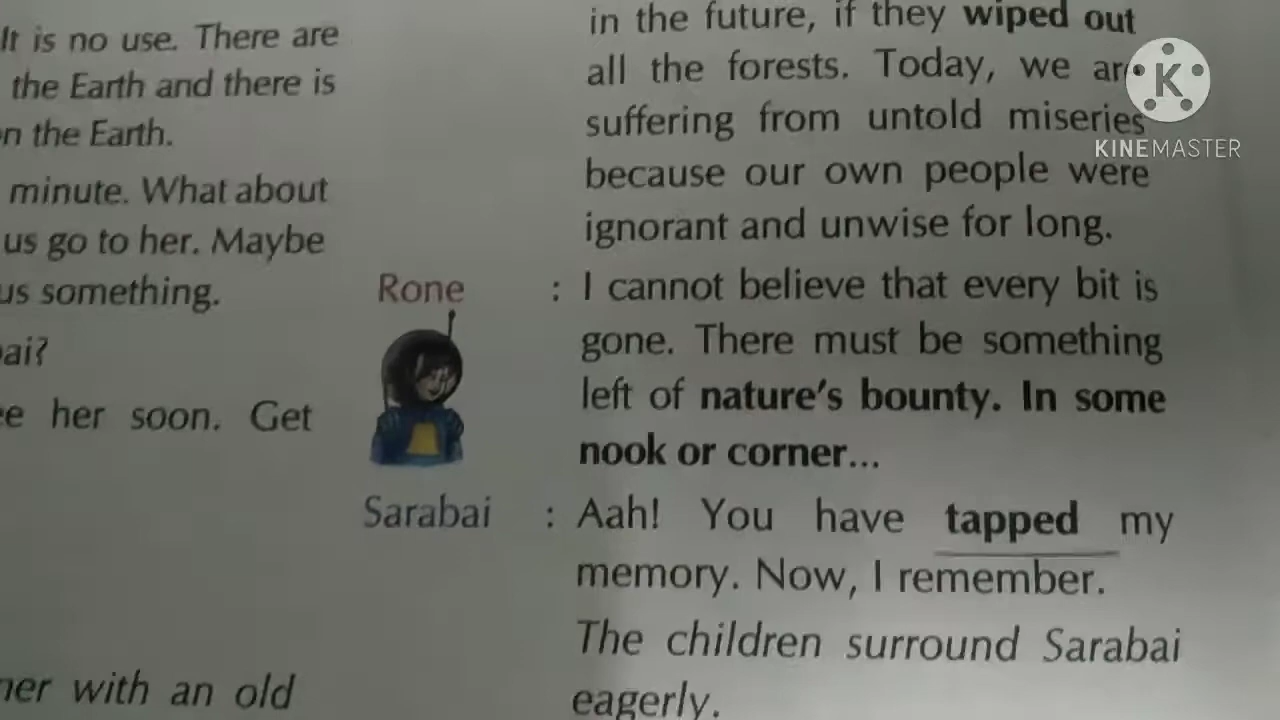 It is no use. There are
the Earth and there is
on the Earth.
minute. What about
us go to her. Maybe
us something.
ee her soon. Get
with an old
in the future, if they wiped out
all the forests. Today, we are
suffering from untold miseries
because our own people were
ignorant and unwise for long.
Rone : I cannot believe that every bit is
gone. There must be something
left of nature's bounty. In some
nook or corner...
Sarabai : Aah! You have tapped my
memory. Now, I remember.
The children surround Sarabai
eagerly.
K
KINEMASTER